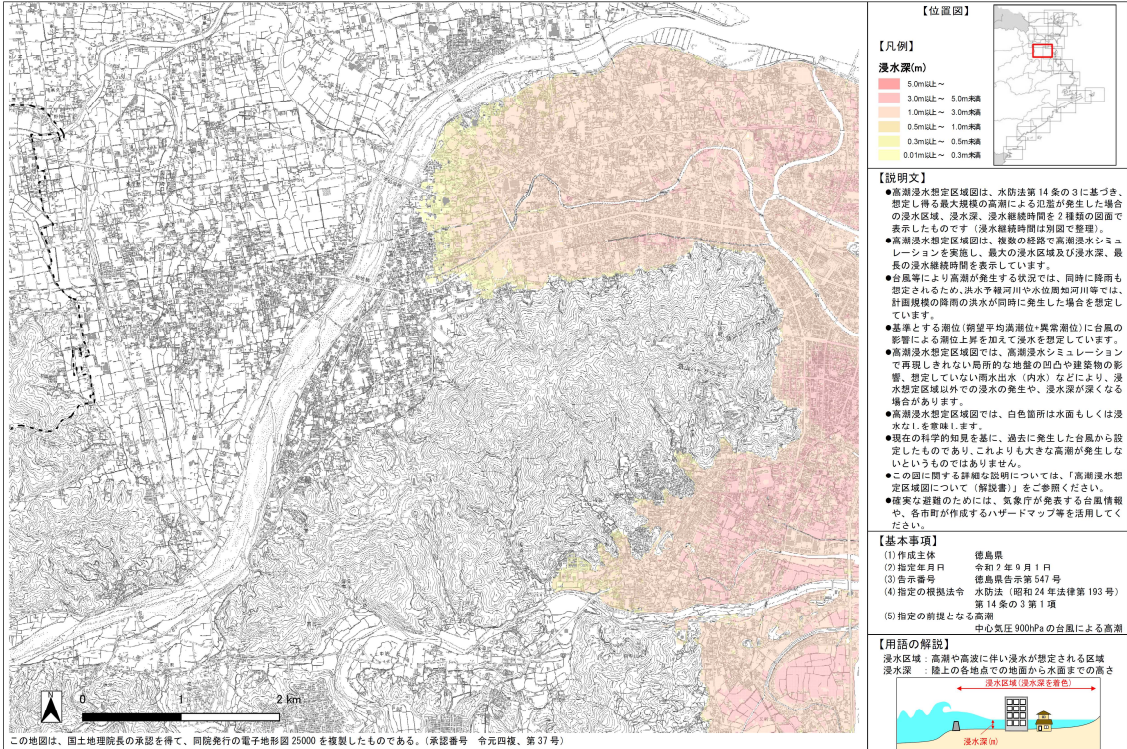 【位置図】
【凡例】
浸水深(m)
5.0m以上～
3.0m以上～ 5.0m未満
1.0m以上～ 3.0m未満
0.5m以上～ 1.0m未満
0.3m以上～ 0.5m未満
0.01m以上～ 0.3m未満
【説明文】
●高潮浸水想定区域図は、水防法第14条の3に基づき、
想定し得る最大規模の高潮による氾濫が発生した場合
の浸水区域、浸水深、浸水継続時間を2種類の図面で
表示したものです（浸水継続時間は別図で整理）。
●高潮浸水想定区域図は、複数の経路で高潮浸水シミュ
レーションを実施し、最大の浸水区域及び浸水深、最
長の浸水継続時間を表示しています。
●台風等により高潮が発生する状況では、同時に降雨も
想定されるため、洪水予報河川や水位周知河川等では、
計画規模の降雨の洪水が同時に発生した場合を想定し
ています。
●基準とする潮位(朔望平均満潮位+異常潮位)に台風の
影響による潮位上昇を加えて浸水を想定しています。
●高潮浸水想定区域図では、高潮浸水シミュレーション
で再現しきれない局所的な地盤の凹凸や建築物の影
響、想定していない雨水出水（内水）などにより、浸
水想定区域以外での浸水の発生や、浸水深が深くなる
場合があります。
●高潮浸水想定区域図では、白色箇所は水面もしくは浸
水なしを意味します。
●現在の科学的知見を基に、過去に発生した台風から設
定したものであり、これよりも大きな高潮が発生しな
いというものではありません。
●この図に関する詳細な説明については、「高潮浸水想
定区域図について（解説書）」をご参照ください。
●確実な避難のためには、気象庁が発表する台風情報
や、各市町が作成するハザードマップ等を活用してく
ださい。
【基本事項】
(1)作成主体 徳島県
(2)指定年月日 令和2年9月1日
(3)告示番号 徳島県告示第547号
(4)指定の根拠法令 水防法（昭和24年法律第193号）
第14条の3第1項
(5)指定の前提となる高潮
中心気圧900hPaの台風による高潮
【用語の解説】
浸水区域：高潮や高波に伴い浸水が想定される区域
浸水深 ：陸上の各地点での地面から水面までの高さ
浸水区域(浸水深を着色)
浸水深(m)
N
0 1 2 km
この地図は、国土地理院長の承認を得て、同院発行の電子地形図25000を複製したものである。（承認番号 令元四複、第37号）